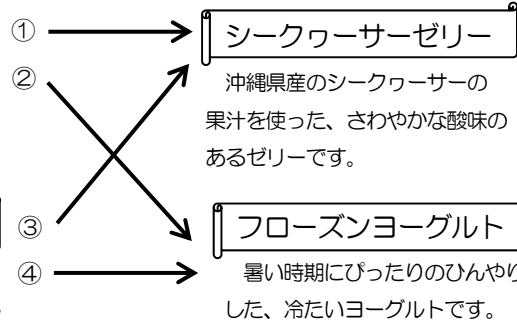 ①
シークヮーサーゼリー
②
沖縄県産のシークヮーサーの
果汁を使った、さわやかな酸味の
あるゼリーです。
③
フローズンヨーグルト
④
暑い時期にぴったりのひんやり
した、冷たいヨーグルトです。